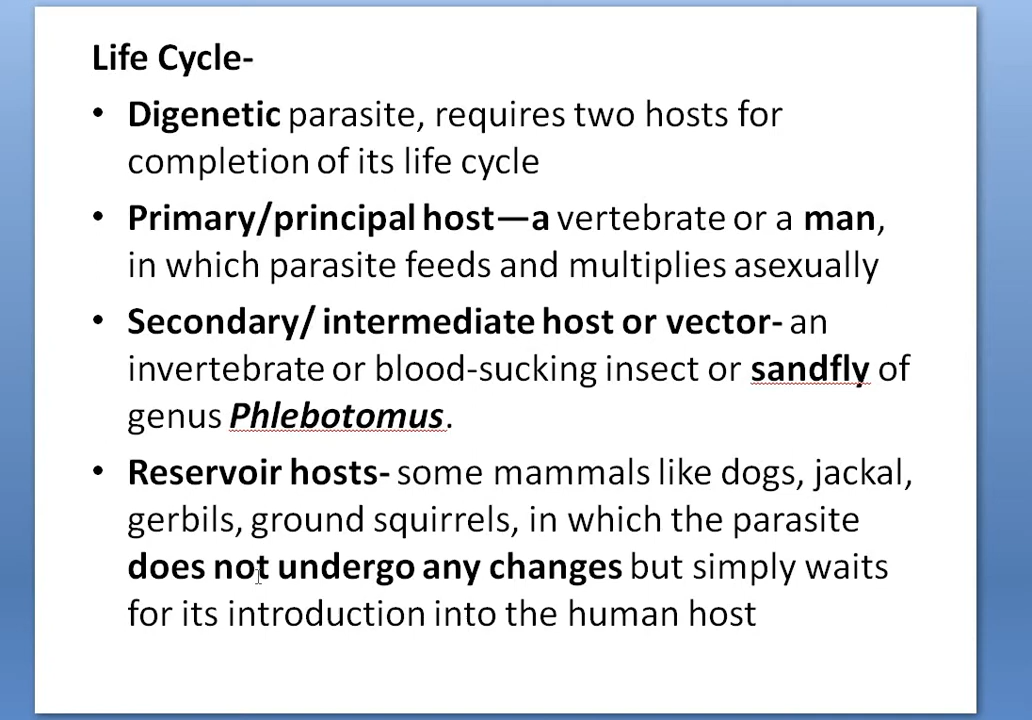 Life Cycle-
• Digenetic parasite, requires two hosts for
completion of its life cycle
• Primary/principal host—a vertebrate or a man,
in which parasite feeds and multiplies asexually
• Secondary/ intermediate host or vector- an
invertebrate or blood-sucking insect or sandfly of
genus Phlebotomus.
• Reservoir hosts- some mammals like dogs, jackal,
gerbils, ground squirrels, in which the parasite
does not undergo any changes but simply waits
for its introduction into the human host